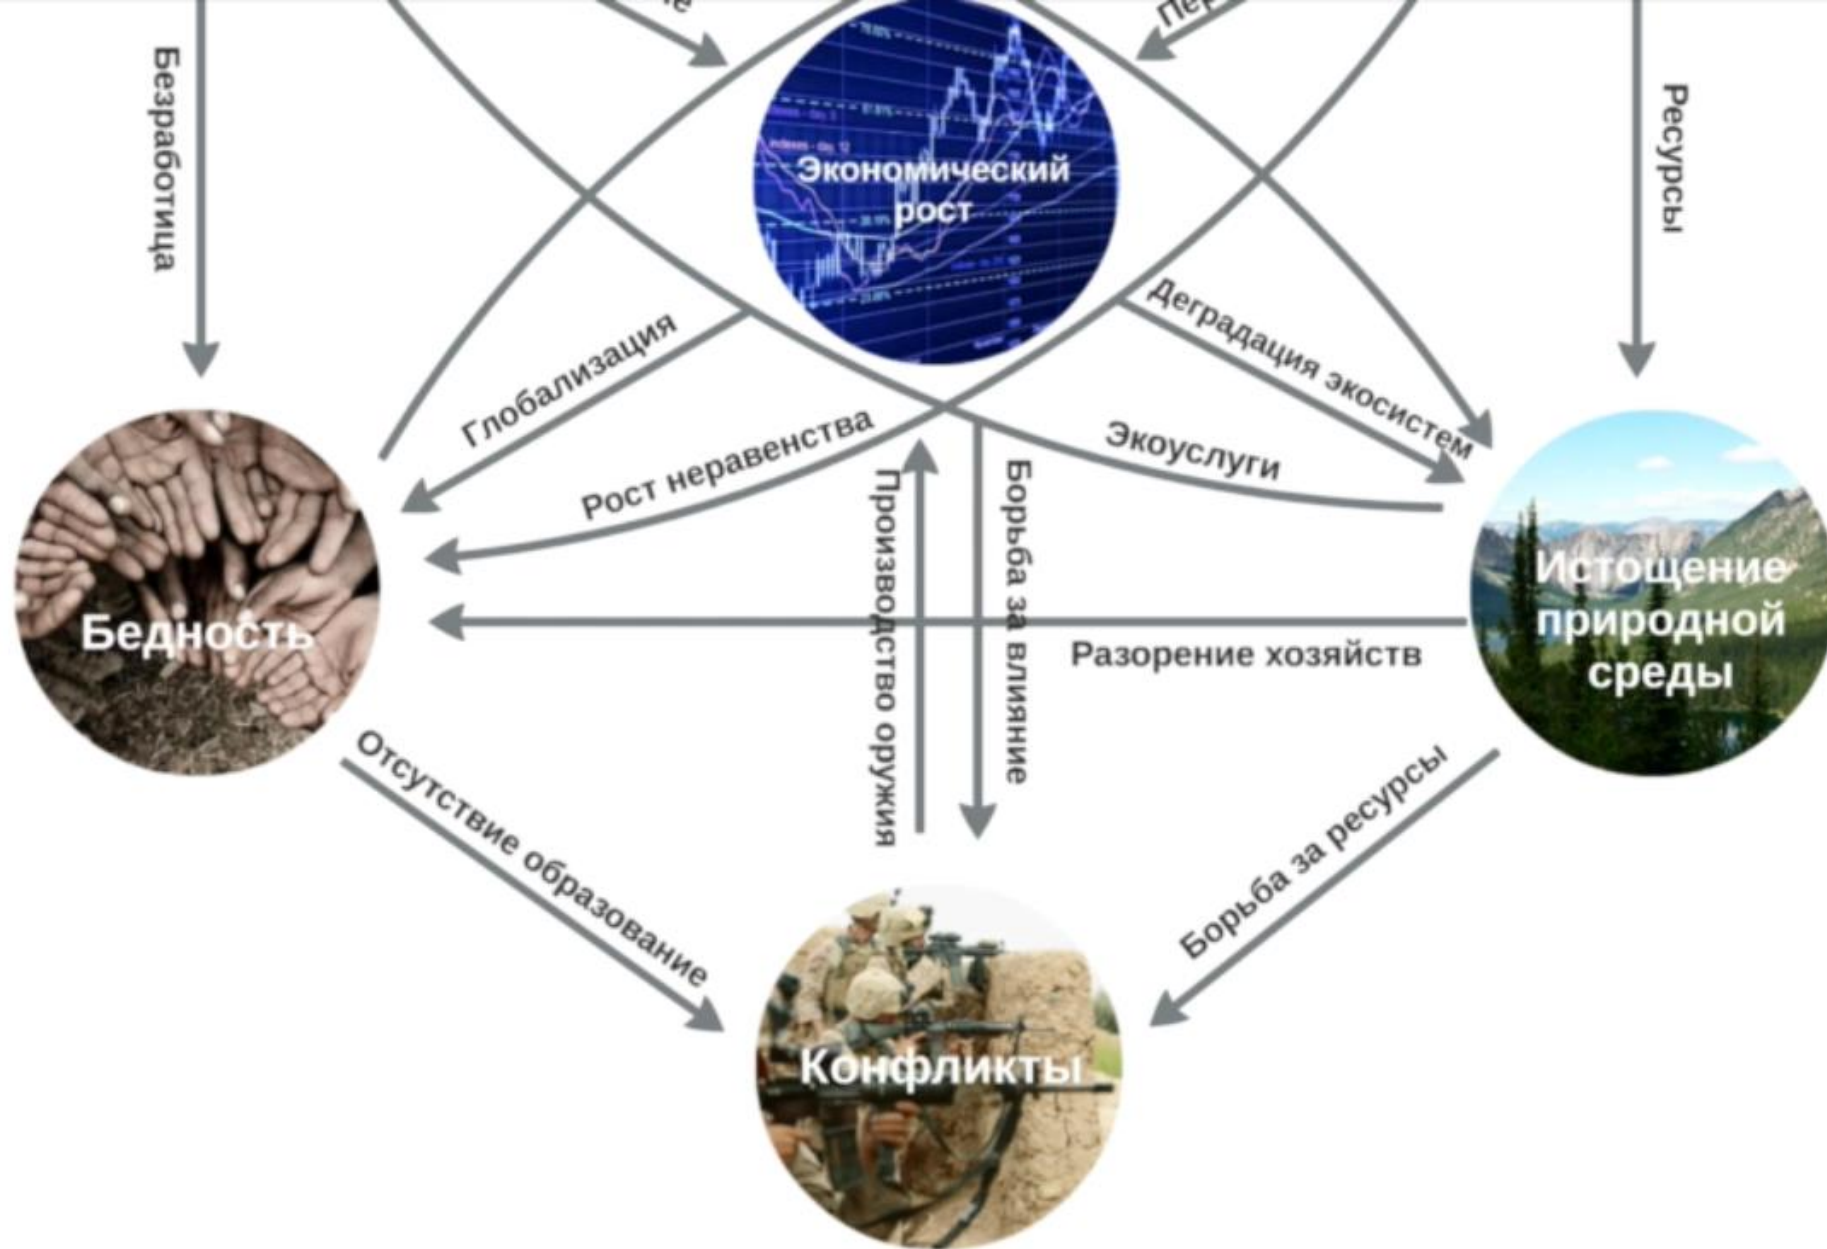 Безработица
Экономический
рост
Ресурсы
Глобализация
Деградация экосистем
Рост неравенства
Экоуслуги
Производство оружия
Борьба за влияние
Бедность
Истощение
природной
среды
Разорение хозяйств
Отсутствие образование
Борьба за ресурсы
Конфликты